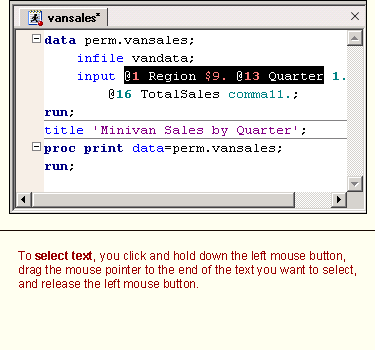 vansales*
data perm.vansales;
infile vandata;
input @1 Region $9. @13 Quarter 1.
@16 TotalSales comma11.;
run;
title 'Minivan Sales by Quarter';
proc print data=perm.vansales;
run;
To select text, you click and hold down the left mouse button,
drag the mouse pointer to the end of the text you want to select,
and release the left mouse button.